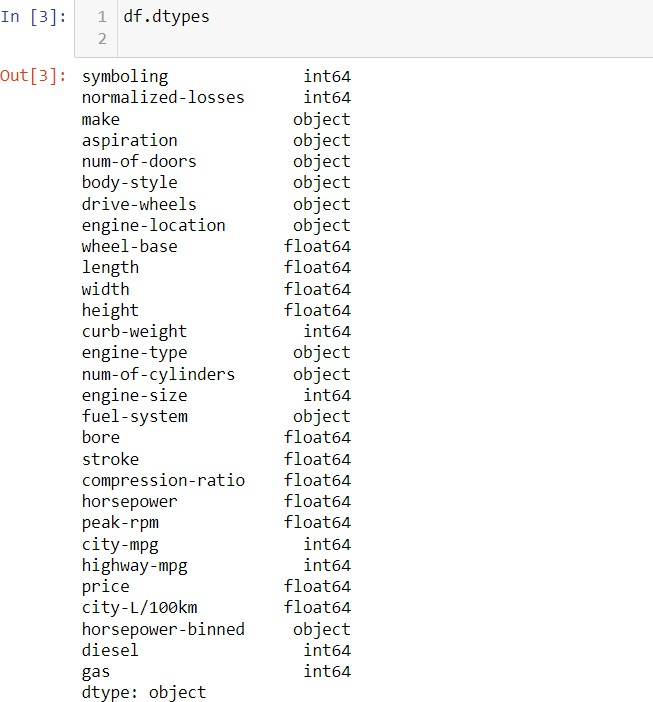 In [3]: 1 df.dtypes
2
Out[3]: symboling int64
normalized-losses int64
make object
aspiration object
num-of-doors object
body-style object
drive-wheels object
engine-location object
wheel-base float64
length float64
width float64
height float64
curb-weight int64
engine-type object
num-of-cylinders object
engine-size int64
fuel-system object
bore float64
stroke float64
compression-ratio float64
horsepower float64
peak-rpm float64
city-mpg int64
highway-mpg int64
price float64
city-L/100km float64
horsepower-binned object
diesel int64
gas int64
dtype: object